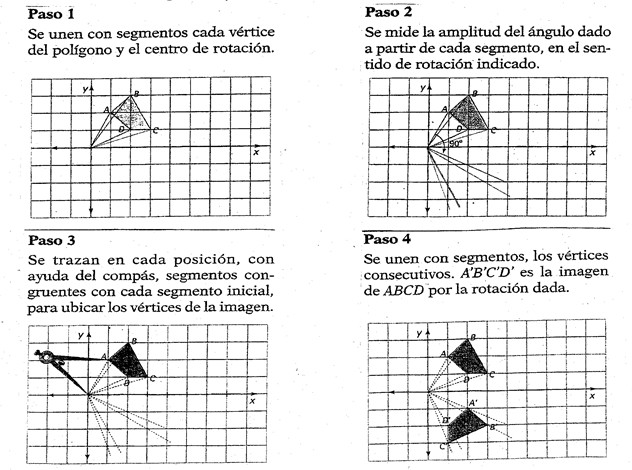 Paso 1
Se unen con segmentos cada vértice
del polígono y el centro de rotación.
y
B
A
D
C
x
Paso 2
Se mide la amplitud del ángulo dado
a partir de cada segmento, en el sen-
tido de rotación indicado.
y
B
A
D
C
90°
x
Paso 3
Se trazan en cada posición, con
ayuda del compás, segmentos con-
gruentes con cada segmento inicial,
para ubicar los vértices de la imagen.
y
B
A
D
C
x
Paso 4
Se unen con segmentos, los vértices
consecutivos. A'B'C'D' es la imagen
de ABCD por la rotación dada.
y
B
A
D
C
x
A'
D'
B'
C'